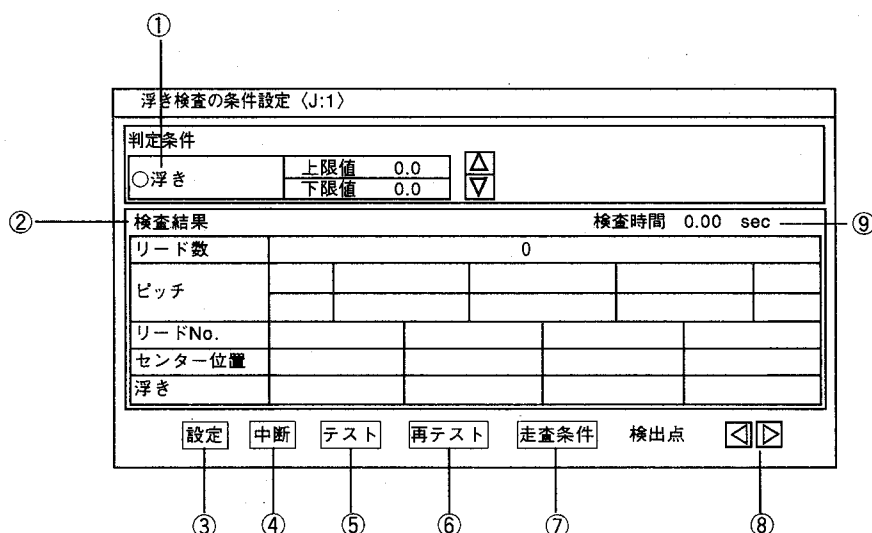 ①
浮き検査の条件設定〈J:1〉
判定条件
○浮き
上限値 0.0
下限値 0.0
② 検査結果
検査時間 0.00 sec ⑨
リード数 0
ピッチ
リードNo.
センター位置
浮き
設定 中断 テスト 再テスト 走査条件 検出点
③ ④ ⑤ ⑥ ⑦ ⑧